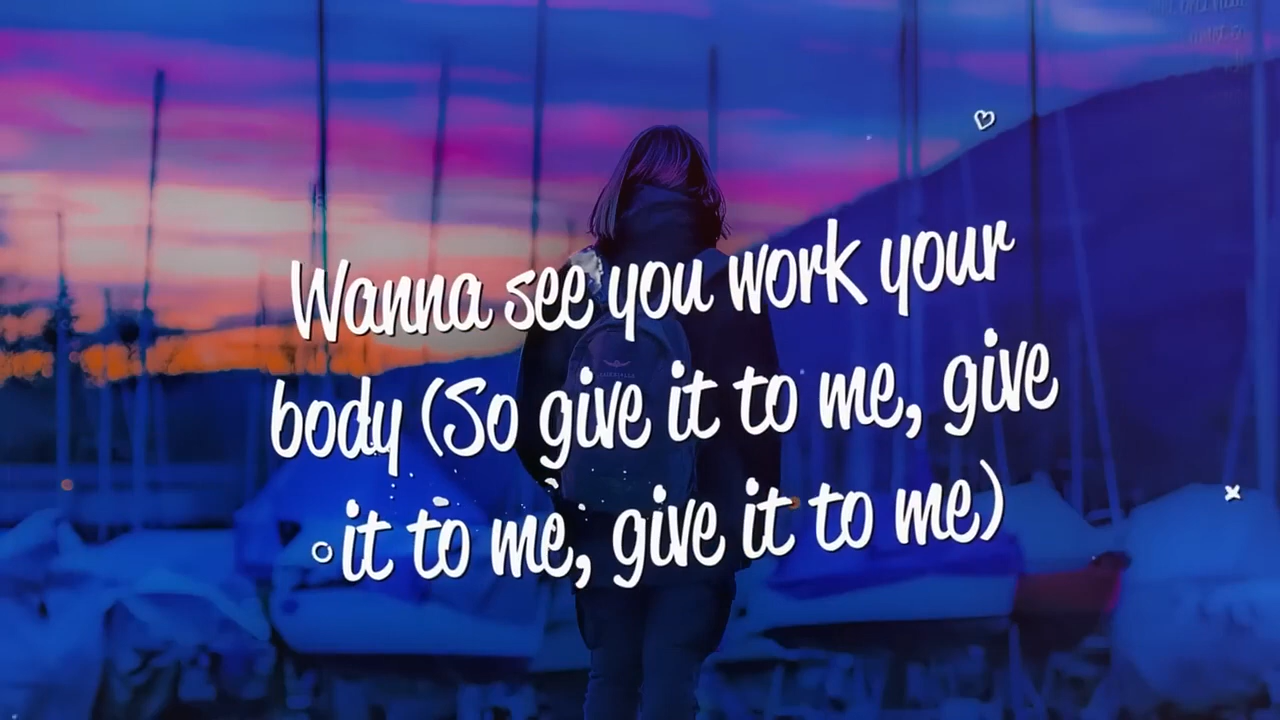 Wanna see you work your
body (So give it to me, give
it to me, give it to me)